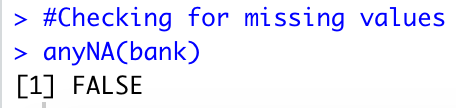 > #Checking for missing values
> anyNA(bank)
[1] FALSE